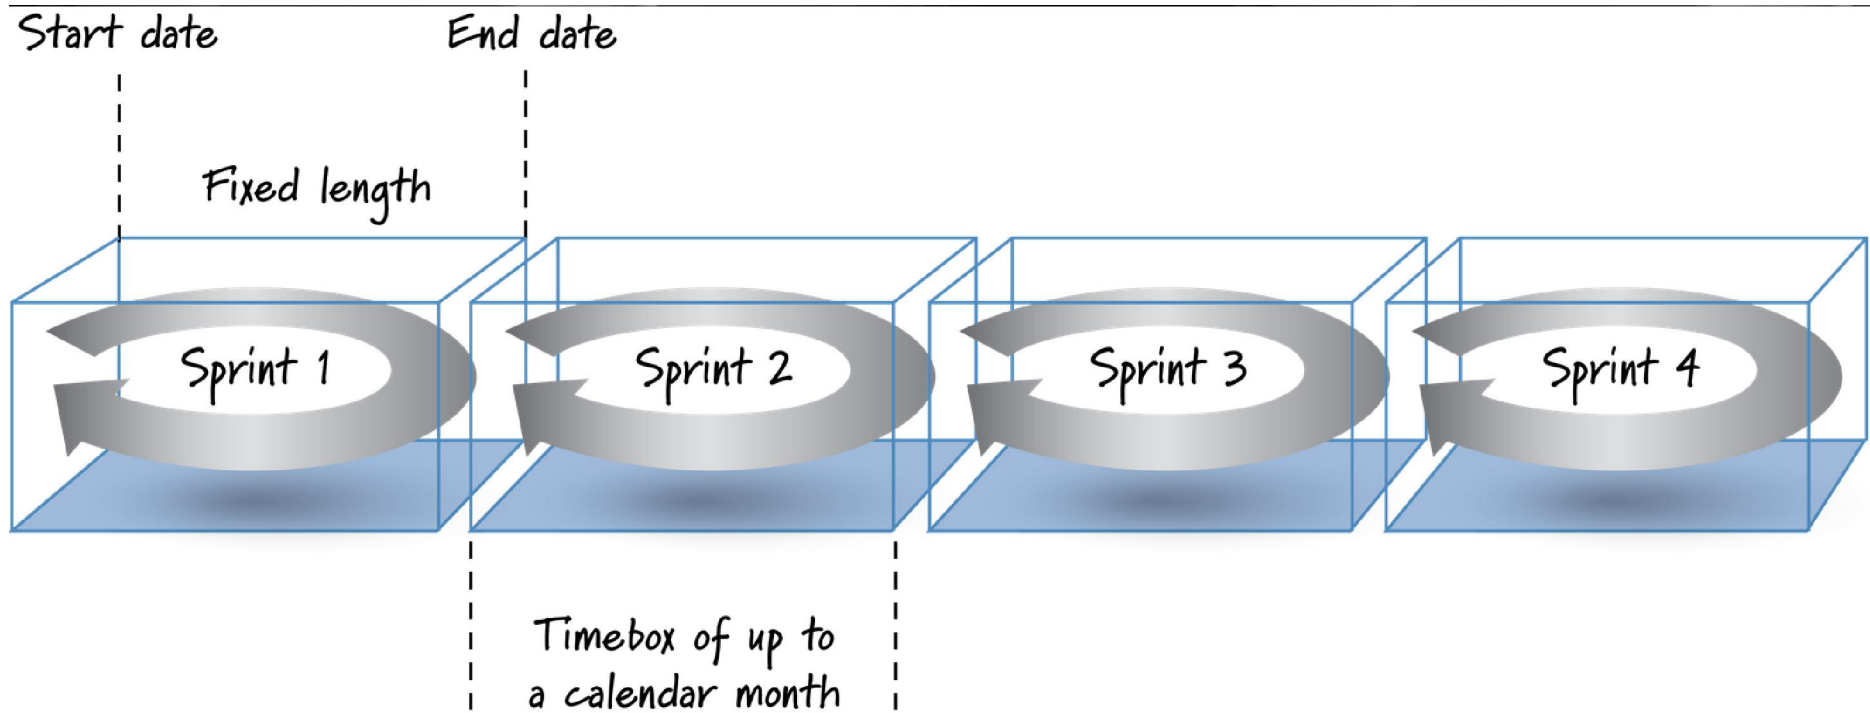 Start date
End date
Fixed length
Sprint 1
Sprint 2
Sprint 3
Sprint 4
Timebox of up to
a calendar month